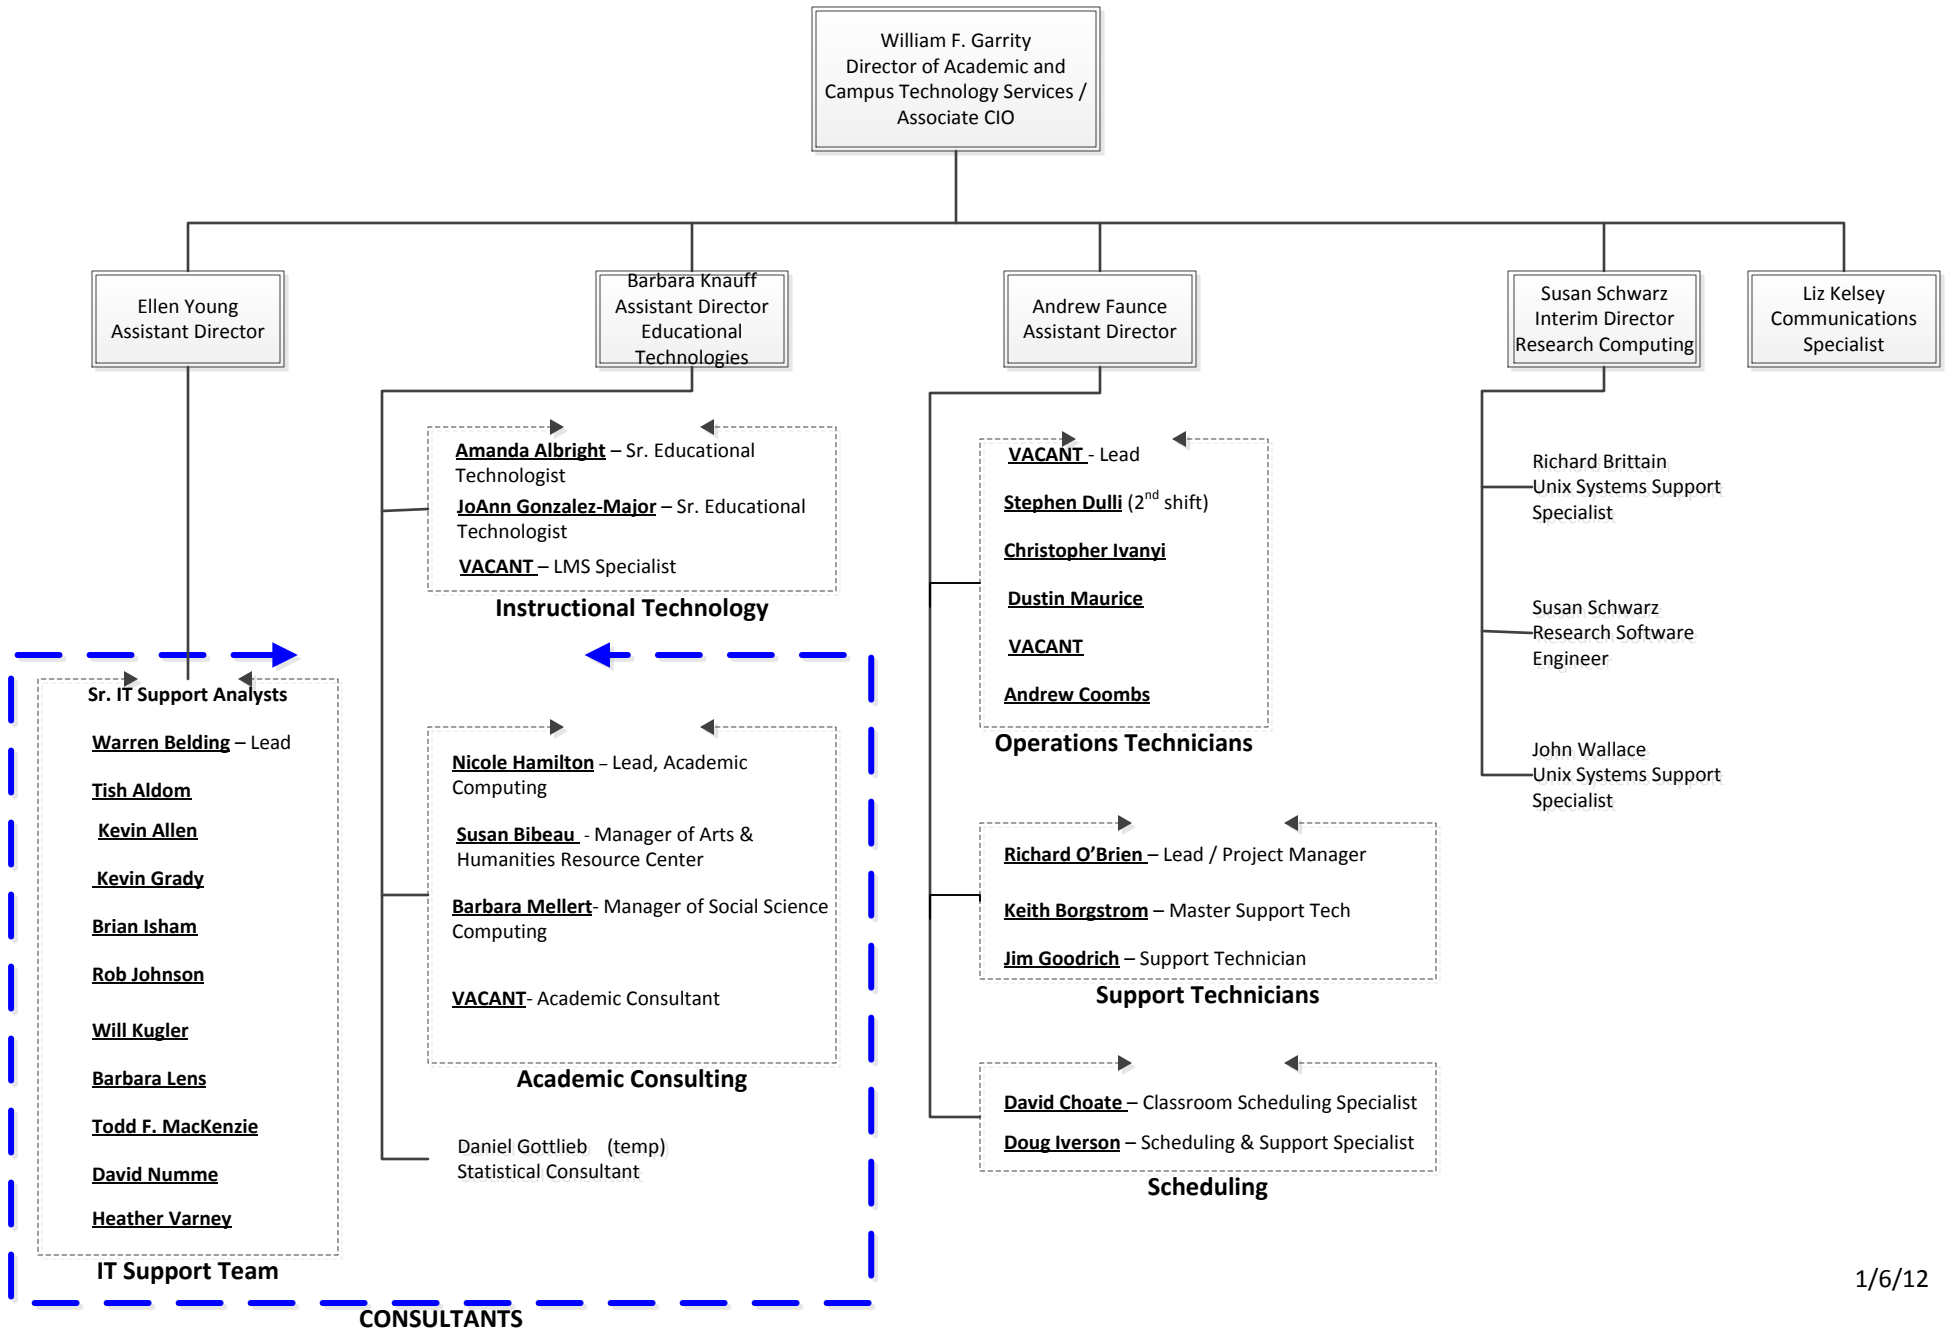 William F. Garrity
Director of Academic and
Campus Technology Services /
Associate CIO
Ellen Young
Assistant Director
Barbara Knauff
Assistant Director
Educational
Technologies
Andrew Faunce
Assistant Director
Susan Schwarz
Interim Director
Research Computing
Liz Kelsey
Communications
Specialist
Sr. IT Support Analysts
Warren Belding – Lead
Tish Aldom
Kevin Allen
Kevin Grady
Brian Isham
Rob Johnson
Will Kugler
Barbara Lens
Todd F. MacKenzie
David Numme
Heather Varney
IT Support Team
Amanda Albright – Sr. Educational
Technologist
JoAnn Gonzalez-Major – Sr. Educational
Technologist
VACANT – LMS Specialist
Instructional Technology
Nicole Hamilton – Lead, Academic
Computing
Susan Bibeau - Manager of Arts &
Humanities Resource Center
Barbara Mellert- Manager of Social Science
Computing
VACANT- Academic Consultant
Academic Consulting
Daniel Gottlieb (temp)
Statistical Consultant
CONSULTANTS
VACANT - Lead
Stephen Dulli (2nd shift)
Christopher Ivanyi
Dustin Maurice
VACANT
Andrew Coombs
Operations Technicians
Richard O’Brien – Lead / Project Manager
Keith Borgstrom – Master Support Tech
Jim Goodrich – Support Technician
Support Technicians
David Choate – Classroom Scheduling Specialist
Doug Iverson – Scheduling & Support Specialist
Scheduling
Richard Brittain
Unix Systems Support
Specialist
Susan Schwarz
Research Software
Engineer
John Wallace
Unix Systems Support
Specialist
1/6/12